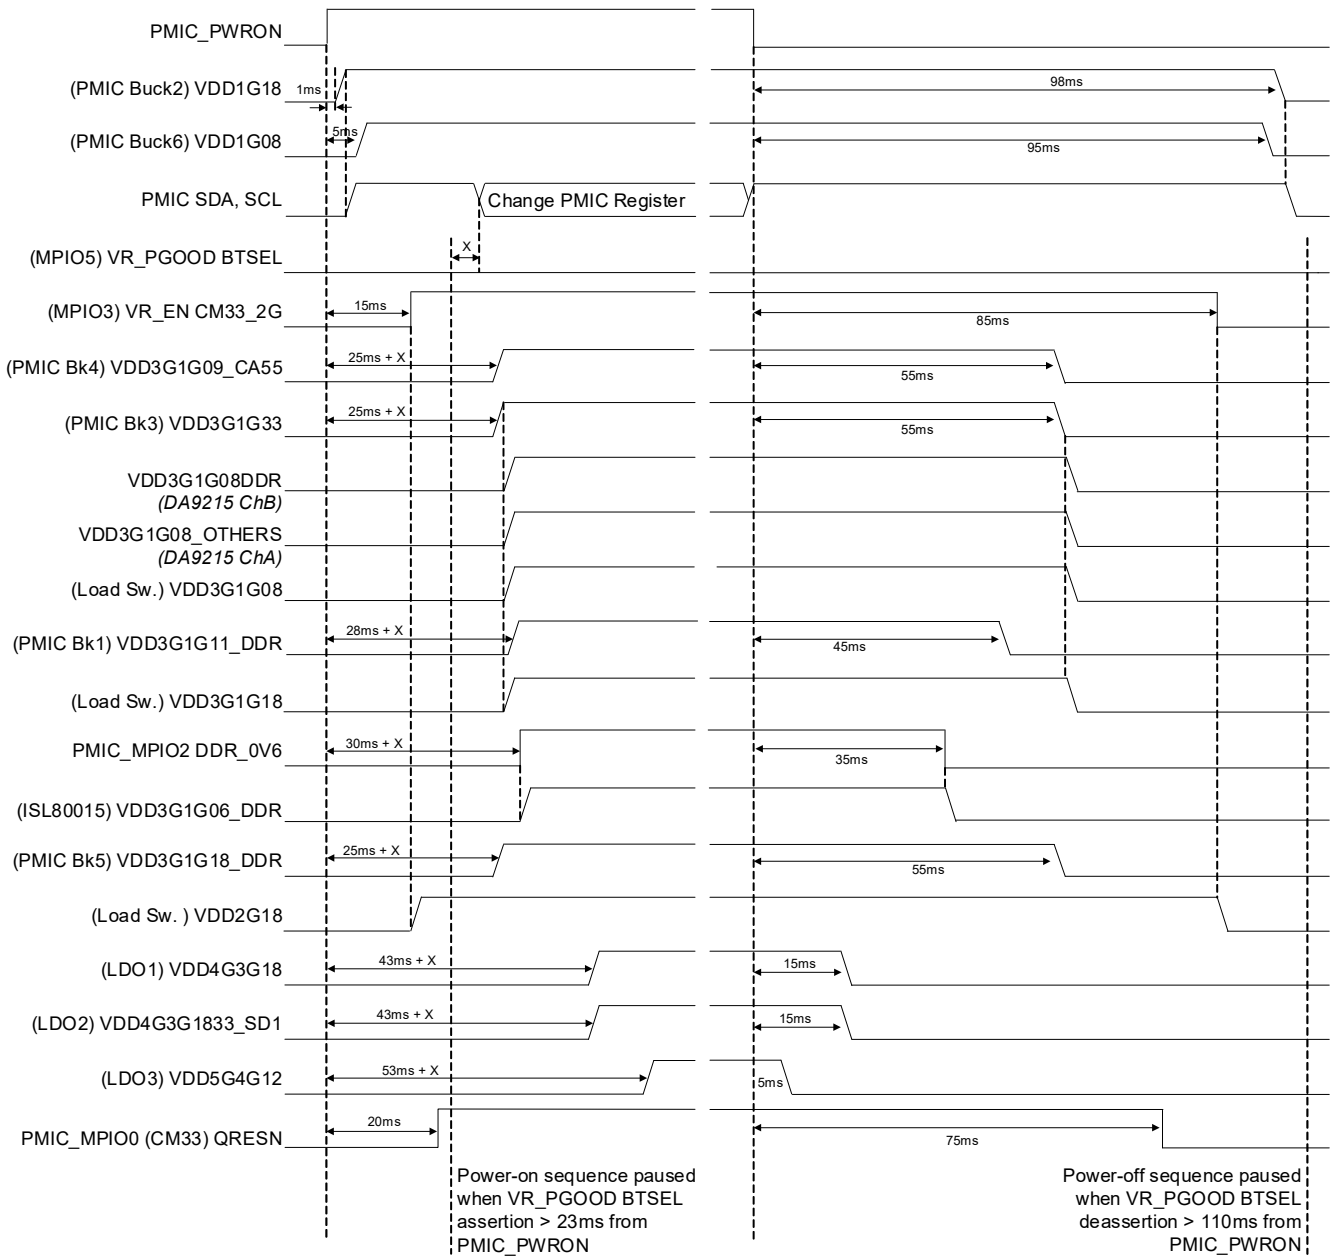 PMIC_PWRON
(PMIC Buck2) VDD1G18
1ms
98ms
(PMIC Buck6) VDD1G08
5ms
95ms
PMIC SDA, SCL
Change PMIC Register
(MPIO5) VR_PGOOD BTSEL
X
(MPIO3) VR_EN CM33_2G
15ms
85ms
(PMIC Bk4) VDD3G1G09_CA55
25ms + X
55ms
(PMIC Bk3) VDD3G1G33
25ms + X
55ms
VDD3G1G08DDR
(DA9215 ChB)
VDD3G1G08_OTHERS
(DA9215 ChA)
(Load Sw.) VDD3G1G08
(PMIC Bk1) VDD3G1G11_DDR
28ms + X
45ms
(Load Sw.) VDD3G1G18
PMIC_MPIO2 DDR_0V6
30ms + X
35ms
(ISL80015) VDD3G1G06_DDR
(PMIC Bk5) VDD3G1G18_DDR
25ms + X
55ms
(Load Sw. ) VDD2G18
(LDO1) VDD4G3G18
43ms + X
15ms
(LDO2) VDD4G3G1833_SD1
43ms + X
15ms
(LDO3) VDD5G4G12
53ms + X
5ms
PMIC_MPIO0 (CM33) QRESN
20ms
75ms
Power-on sequence paused
when VR_PGOOD BTSEL
assertion > 23ms from
PMIC_PWRON
Power-off sequence paused
when VR_PGOOD BTSEL
deassertion > 110ms from
PMIC_PWRON